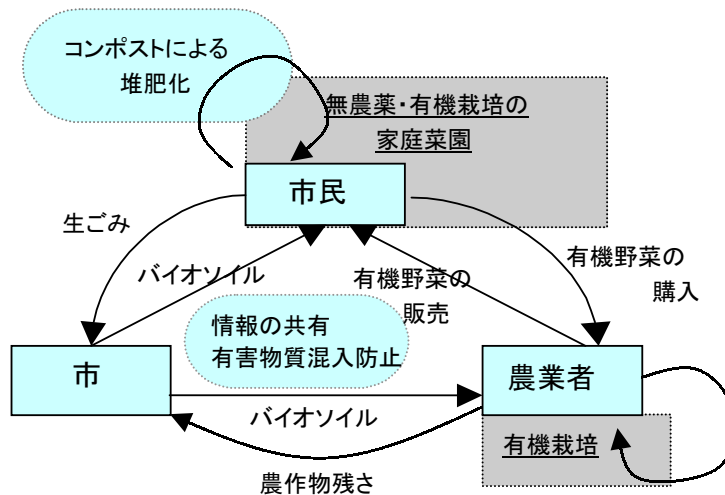 コンポストによる
堆肥化
無農薬・有機栽培の
家庭菜園
市民
生ごみ
バイオソイル
有機野菜の
販売
有機野菜の
購入
情報の共有
有害物質混入防止
市
農業者
バイオソイル
有機栽培
農作物残さ